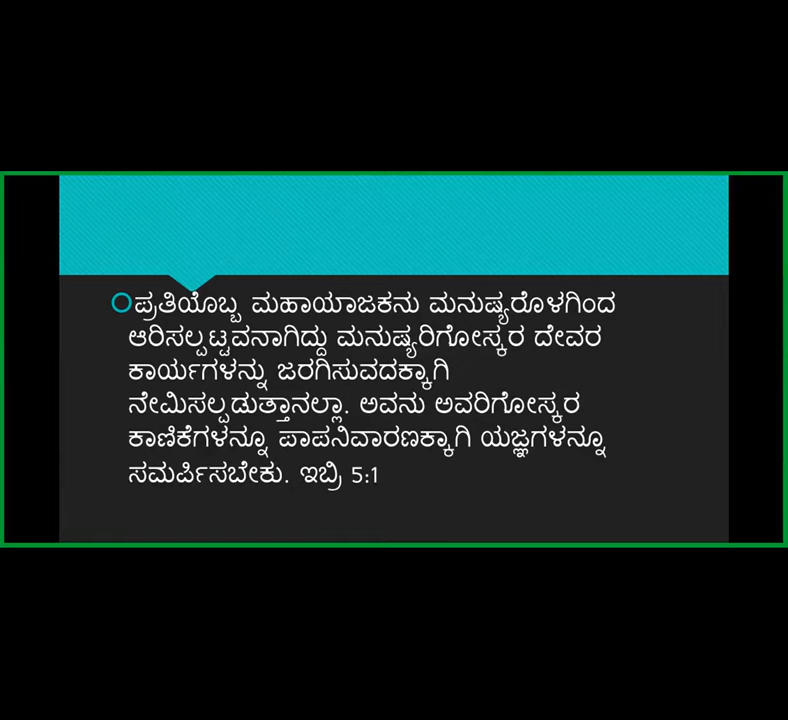 ಪ್ರತಿಯೊಬ್ಬ ಮಹಾಯಾಜಕನು ಮನುಷ್ಯರೊಳಗಿಂದ
ಆರಿಸಲ್ಪಟ್ಟವನಾಗಿದ್ದು ಮನುಷ್ಯರಿಗೋಸ್ಕರ ದೇವರ
ಕಾರ್ಯಗಳನ್ನು ಜರಗಿಸುವದಕ್ಕಾಗಿ
ನೇಮಿಸಲ್ಪಡುತ್ತಾನಲ್ಲಾ. ಅವನು ಅವರಿಗೋಸ್ಕರ
ಕಾಣಿಕೆಗಳನ್ನೂ ಪಾಪನಿವಾರಣಕ್ಕಾಗಿ ಯಜ್ಞಗಳನ್ನೂ
ಸಮರ್ಪಿಸಬೇಕು. ಇಬ್ರಿ 5:1